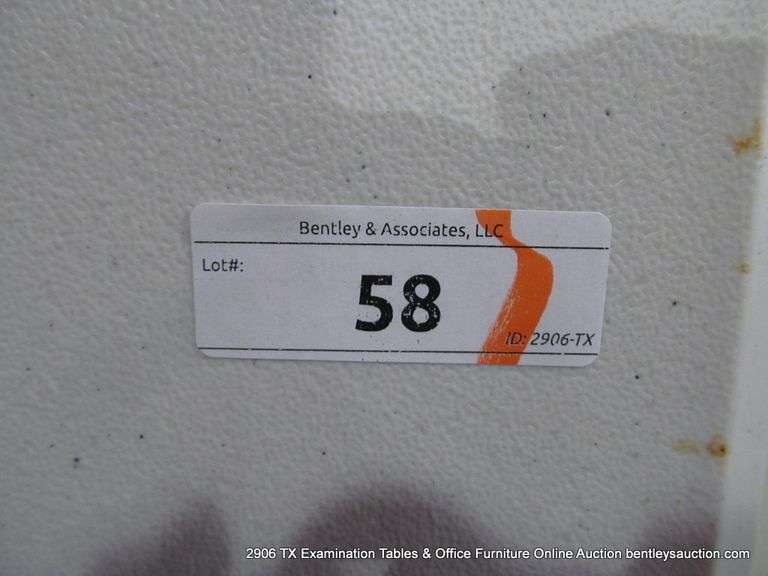 Bentley & Associates, LLC
Lot#:
58
ID: 2906-TX
2906 TX Examination Tables & Office Furniture Online Auction bentleysauction.com